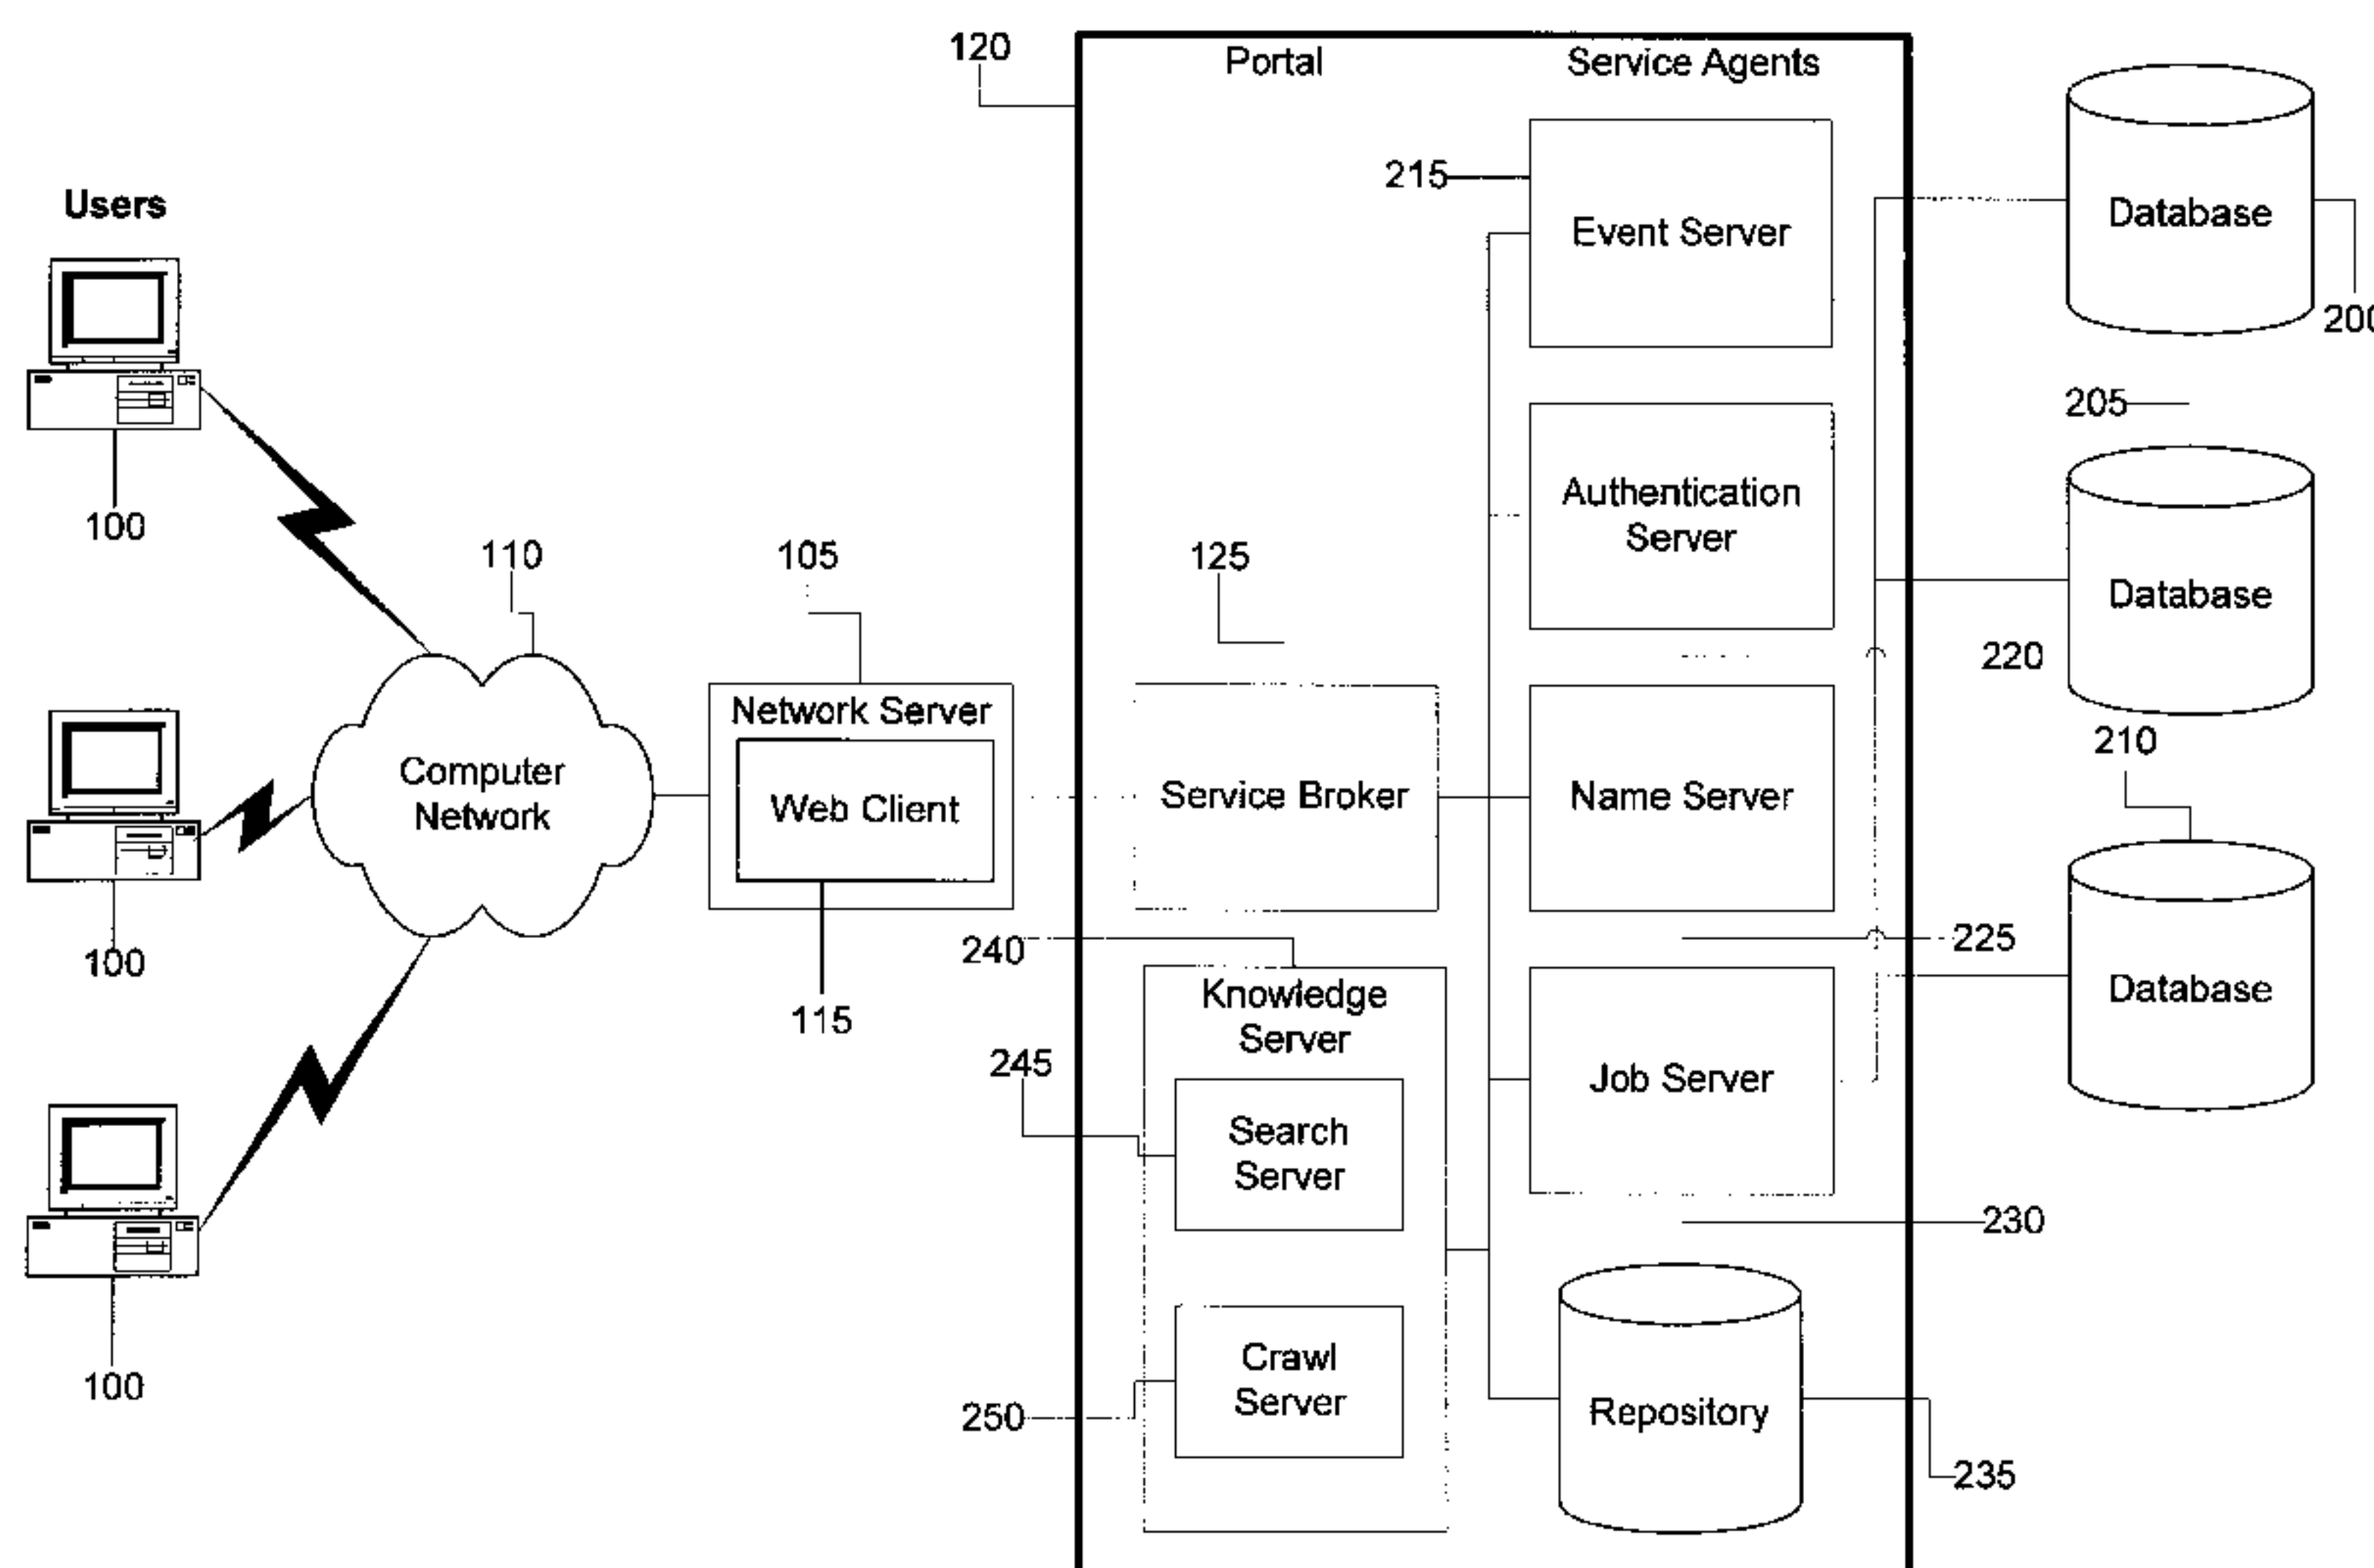 120
Portal
Service Agents
Users
215
Event Server
Database
200
205
100
110
105
125
Authentication
Server
Database
220
Network Server
Web Client
Computer
Network
Service Broker
Name Server
210
100
115
240
225
Knowledge
Server
Database
245
Search
Server
Job Server
230
100
250
Crawl
Server
Repository
235